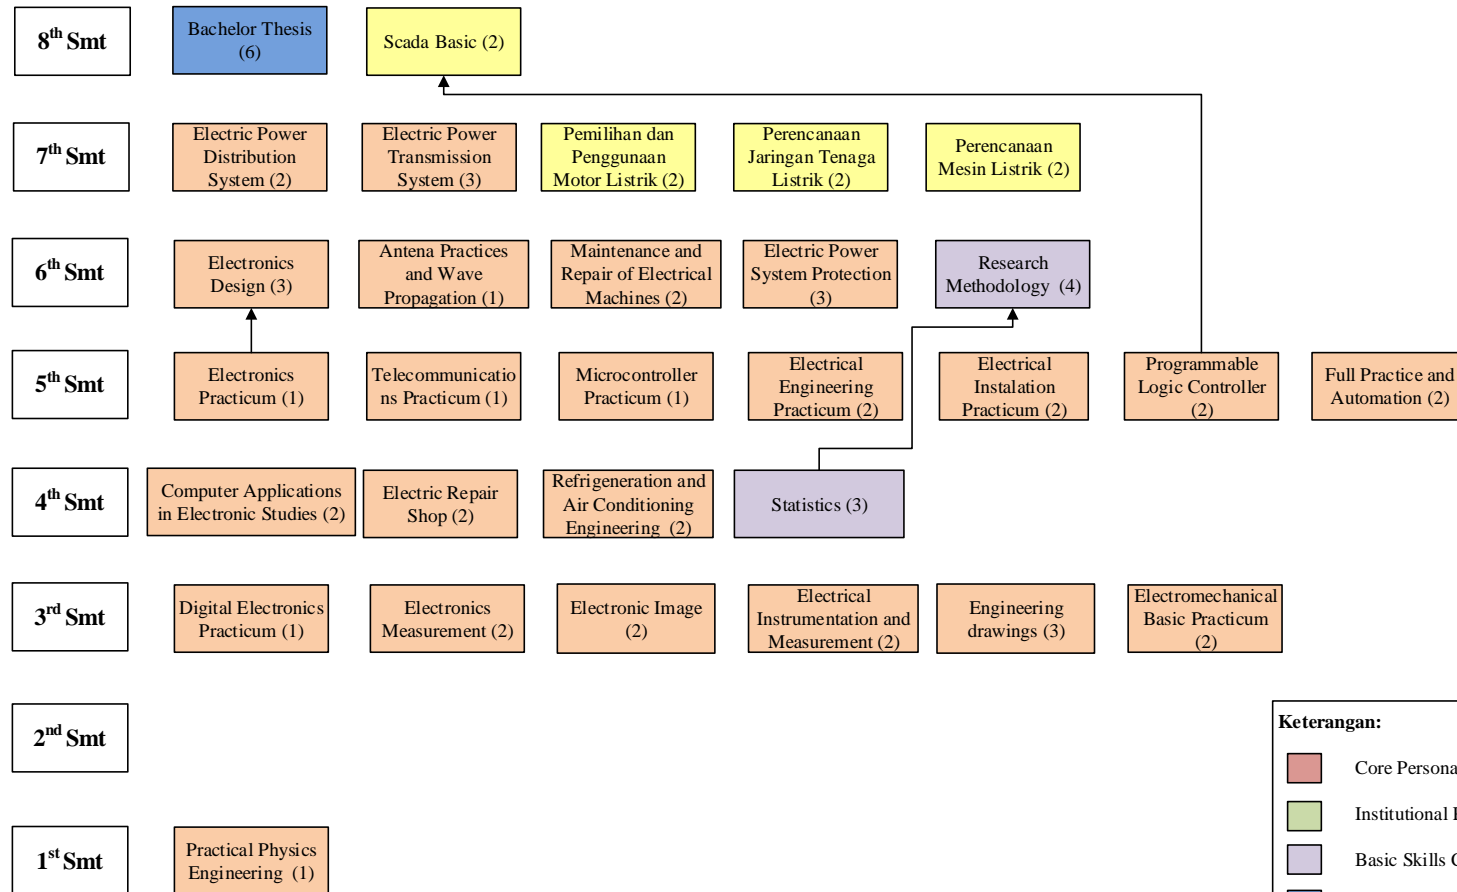 8th Smt
Bachelor Thesis
(6)
Scada Basic (2)
7th Smt
Electric Power
Distribution
System (2)
Electric Power
Transmission
System (3)
Pemilihan dan
Penggunaan
Motor Listrik (2)
Perencanaan
Jaringan Tenaga
Listrik (2)
Perencanaan
Mesin Listrik (2)
6th Smt
Electronics
Design (3)
Antena Practices
and Wave
Propagation (1)
Maintenance and
Repair of Electrical
Machines (2)
Electric Power
System Protection
(3)
Research
Methodology (4)
5th Smt
Electronics
Practicum (1)
Telecommunicatio
ns Practicum (1)
Microcontroller
Practicum (1)
Electrical
Engineering
Practicum (2)
Electrical
Instalation
Practicum (2)
Programmable
Logic Controller
(2)
Full Practice and
Automation (2)
4th Smt
Computer Applications
in Electronic Studies (2)
Electric Repair
Shop (2)
Refrigeneration and
Air Conditioning
Engineering (2)
Statistics (3)
3rd Smt
Digital Electronics
Practicum (1)
Electronics
Measurement (2)
Electronic Image
(2)
Electrical
Instrumentation and
Measurement (2)
Engineering
drawings (3)
Electromechanical
Basic Practicum
(2)
2nd Smt
1st Smt
Practical Physics
Engineering (1)
Keterangan:
Core Persona
Institutional
Basic Skills